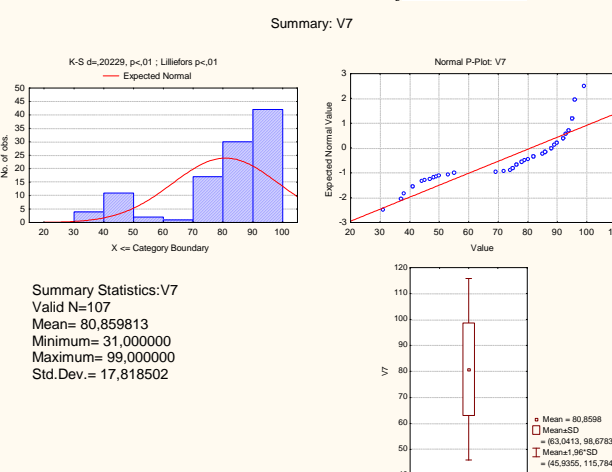 Summary: V7
K-S d=,20229, p<,01 ; Lilliefors p<,01
Expected Normal
50
45
40
35
30
25
20
15
10
5
0
No. of obs.
20 30 40 50 60 70 80 90 100
X <= Category Boundary
Normal P-Plot: V7
3
2
1
0
-1
-2
-3
Expected Normal Value
20 30 40 50 60 70 80 90 100
Value
Summary Statistics:V7
Valid N=107
Mean= 80,859813
Minimum= 31,000000
Maximum= 99,000000
Std.Dev.= 17,818502
120
110
100
90
80
70
60
50
V7
Mean = 80,8598
Mean±SD
= (63,0413, 98,6783
Mean±1,96*SD
= (45,9355, 115,784